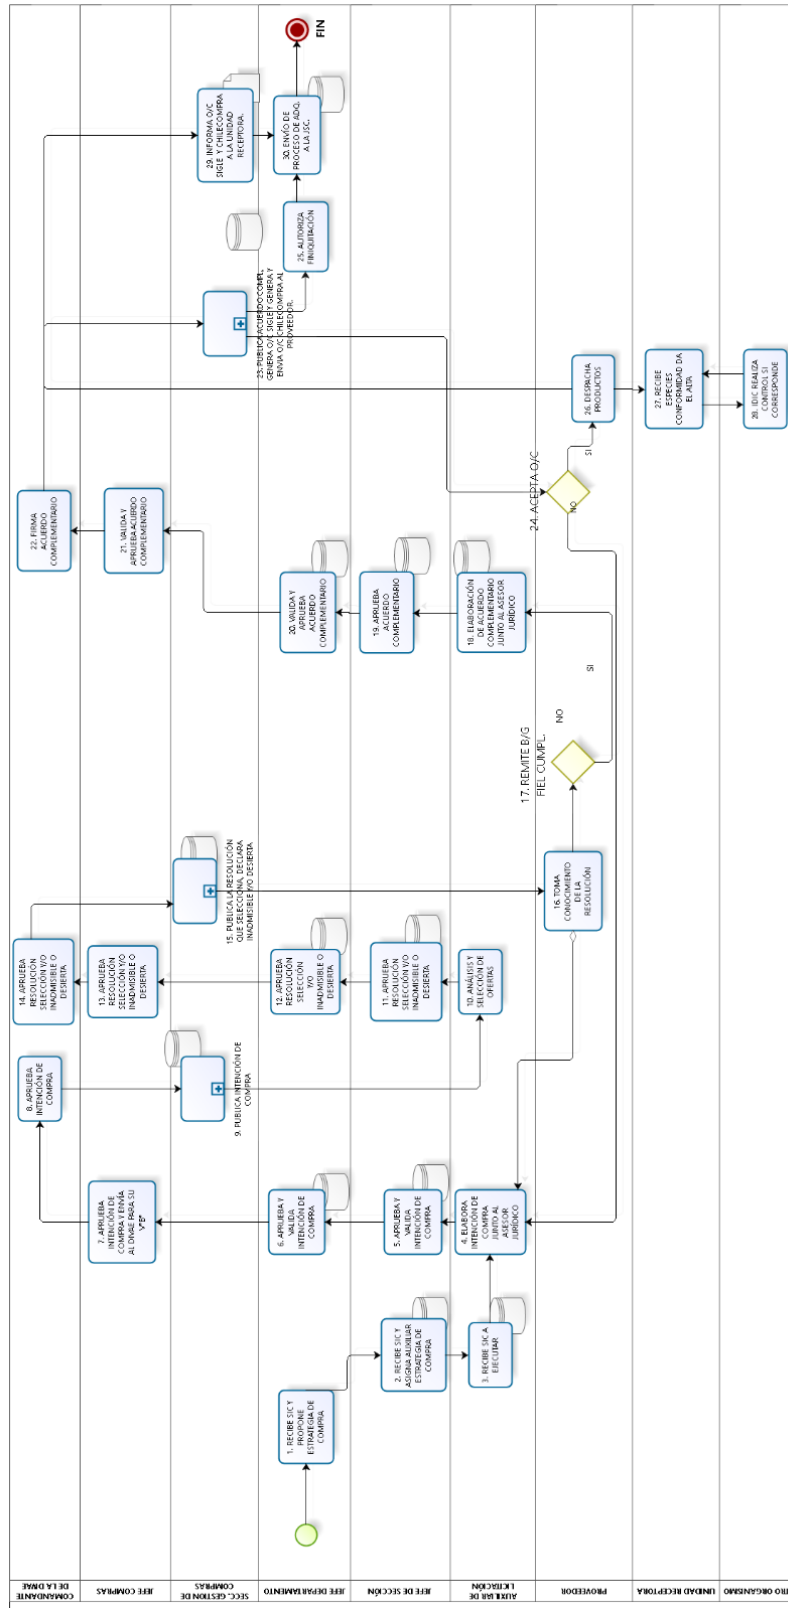 COMANDANTE
DE LA DIVAE
JEFE COMPRAS
SECC. GESTION DE
COMPRAS
JEFE DEPARTAMENTO
JEFE DE SECCIÓN
AUXILIAR DE
LICITACIÓN
PROVEEDOR
UNIDAD RECEPTORA
TRO ORGANISMO
1. RECIBE SIC Y
PROPONE
ESTRATEGIA DE
COMPRA
2. RECIBE SIC Y
ASIGNA AUXILIAR
ESTRATEGIA DE
COMPRA
3. RECIBE SIC A
EJECUTAR
4. ELABORA
INTENCIÓN DE
COMPRA
JUNTO AL
ASESOR
JURÍDICO
5. APRUEBA Y
VALIDA
INTENCIÓN DE
COMPRA
6. APRUEBA Y
VALIDA
INTENCIÓN DE
COMPRA
7. APRUEBA
INTENCIÓN DE
COMPRA Y ENVÍA
AL DIVAE PARA SU
V°B°
8. APRUEBA
INTENCIÓN DE
COMPRA
9. PUBLICA INTENCIÓN DE
COMPRA
10. ANÁLISIS Y
SELECCIÓN DE
OFERTAS
11. APRUEBA
RESOLUCIÓN
SELECCIÓN Y/O
INADMISIBLE O
DESIERTA
12. APRUEBA
RESOLUCIÓN
SELECCIÓN
Y/O
INADMISIBLE O
DESIERTA
13. APRUEBA
RESOLUCIÓN
SELECCIÓN Y/O
INADMISIBLE O
DESIERTA
14. APRUEBA
RESOLUCIÓN
SELECCIÓN Y/O
INADMISIBLE O
DESIERTA
15. PUBLICA LA RESOLUCIÓN
QUE SELECCIONA, DECLARA
INADMISIBLE Y/O DESIERTA
16. TOMA
CONOCIMIENTO
DE LA
RESOLUCIÓN
17. REMITE B/G
FIEL CUMPL.
NO
SI
18. ELABORACIÓN
DE ACUERDO
COMPLEMENTARIO
JUNTO AL ASESOR
JURÍDICO
19. APRUEBA
ACUERDO
COMPLEMENTARIO
20. VALIDA Y
APRUEBA
ACUERDO
COMPLEMENTARIO
21. VALIDA Y
APRUEBA ACUERDO
COMPLEMENTARIO
22. FIRMA
ACUERDO
COMPLEMENTARIO
23. PUBLICA ACUERDO COMPL.,
GENERA O/C SIGLE Y GENERA Y
ENVIA O/C CHILECOMPRA AL
PROVEEDOR.
24. ACEPTA O/C
NO
SI
25. AUTORIZA
FINIQUITACIÓN
26. DESPACHA
PRODUCTOS
27. RECIBE
ESPECIES
CONFORMIDAD DA
EL ALTA
28. IDIC REALIZA
CONTROL SI
CORRESPONDE
29. INFORMA O/C
SIGLE Y CHILECOMPRA
A LA UNIDAD
RECEPTORA.
30. ENVÍO DE
PROCESO DE ADQ.
A LA JSC.
FIN